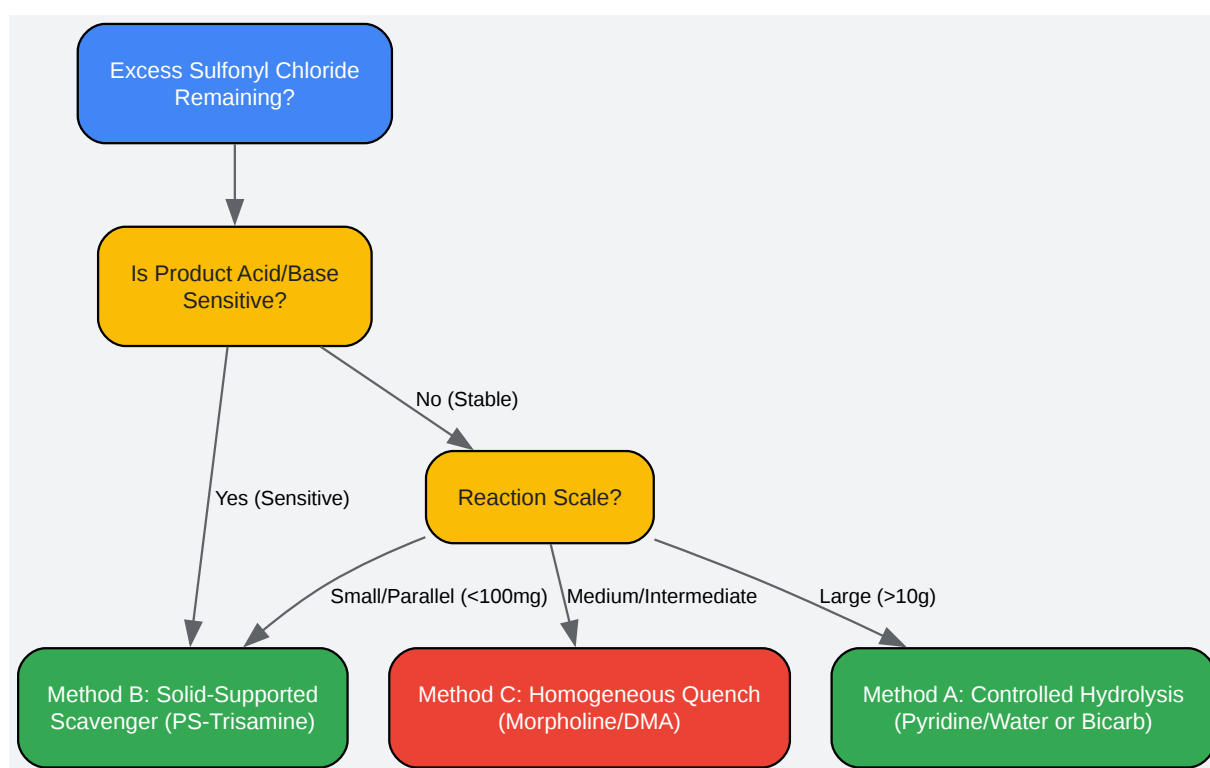 Excess Sulfonyl Chloride
Remaining?
Is Product Acid/Base
Sensitive?
No (Stable)
Yes (Sensitive)
Reaction Scale?
Small/Parallel (<100mg)
Medium/Intermediate
Large (>10g)
Method B: Solid-Supported
Scavenger (PS-Trisamine)
Method C: Homogeneous Quench
(Morpholine/DMA)
Method A: Controlled Hydrolysis
(Pyridine/Water or Bicarb)